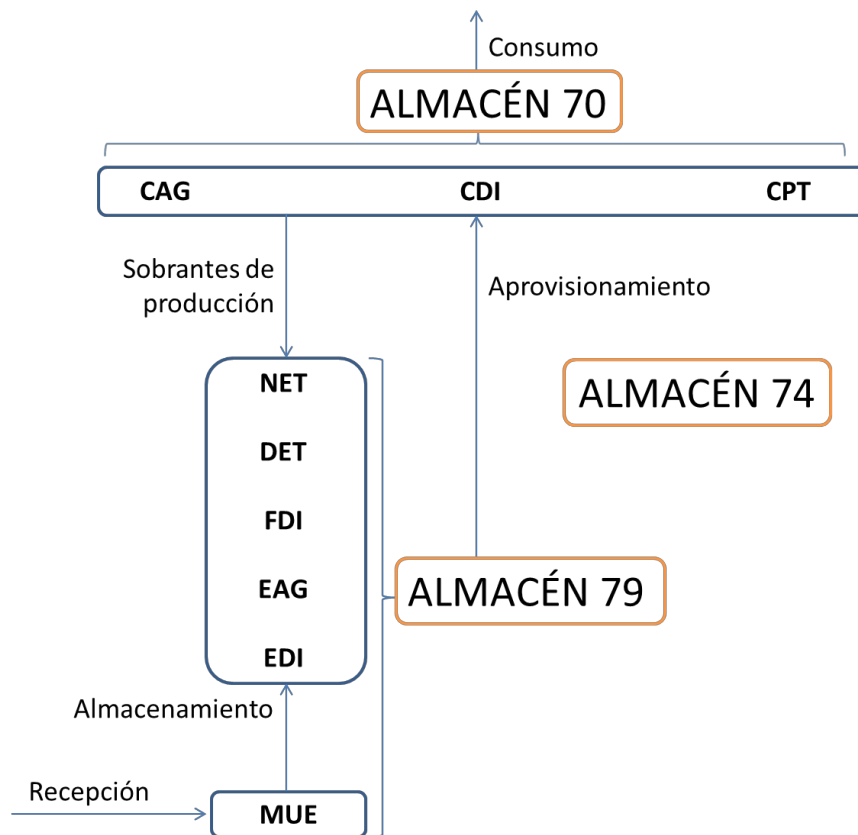 Consumo
ALMACÉN 70
CAG CDI CPT
Sobrantes de
producción
Aprovisionamiento
NET
ALMACÉN 74
DET
FDI
EAG
ALMACÉN 79
EDI
Almacenamiento
Recepción
MUE